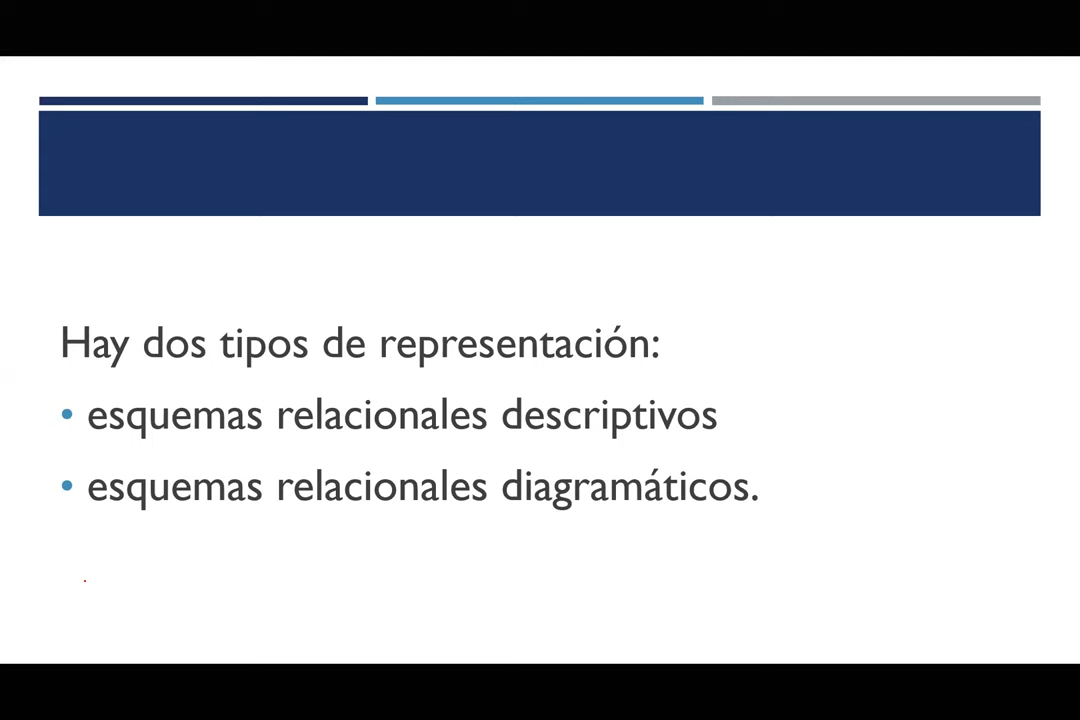 Hay dos tipos de representación:
• esquemas relacionales descriptivos
• esquemas relacionales diagramáticos.